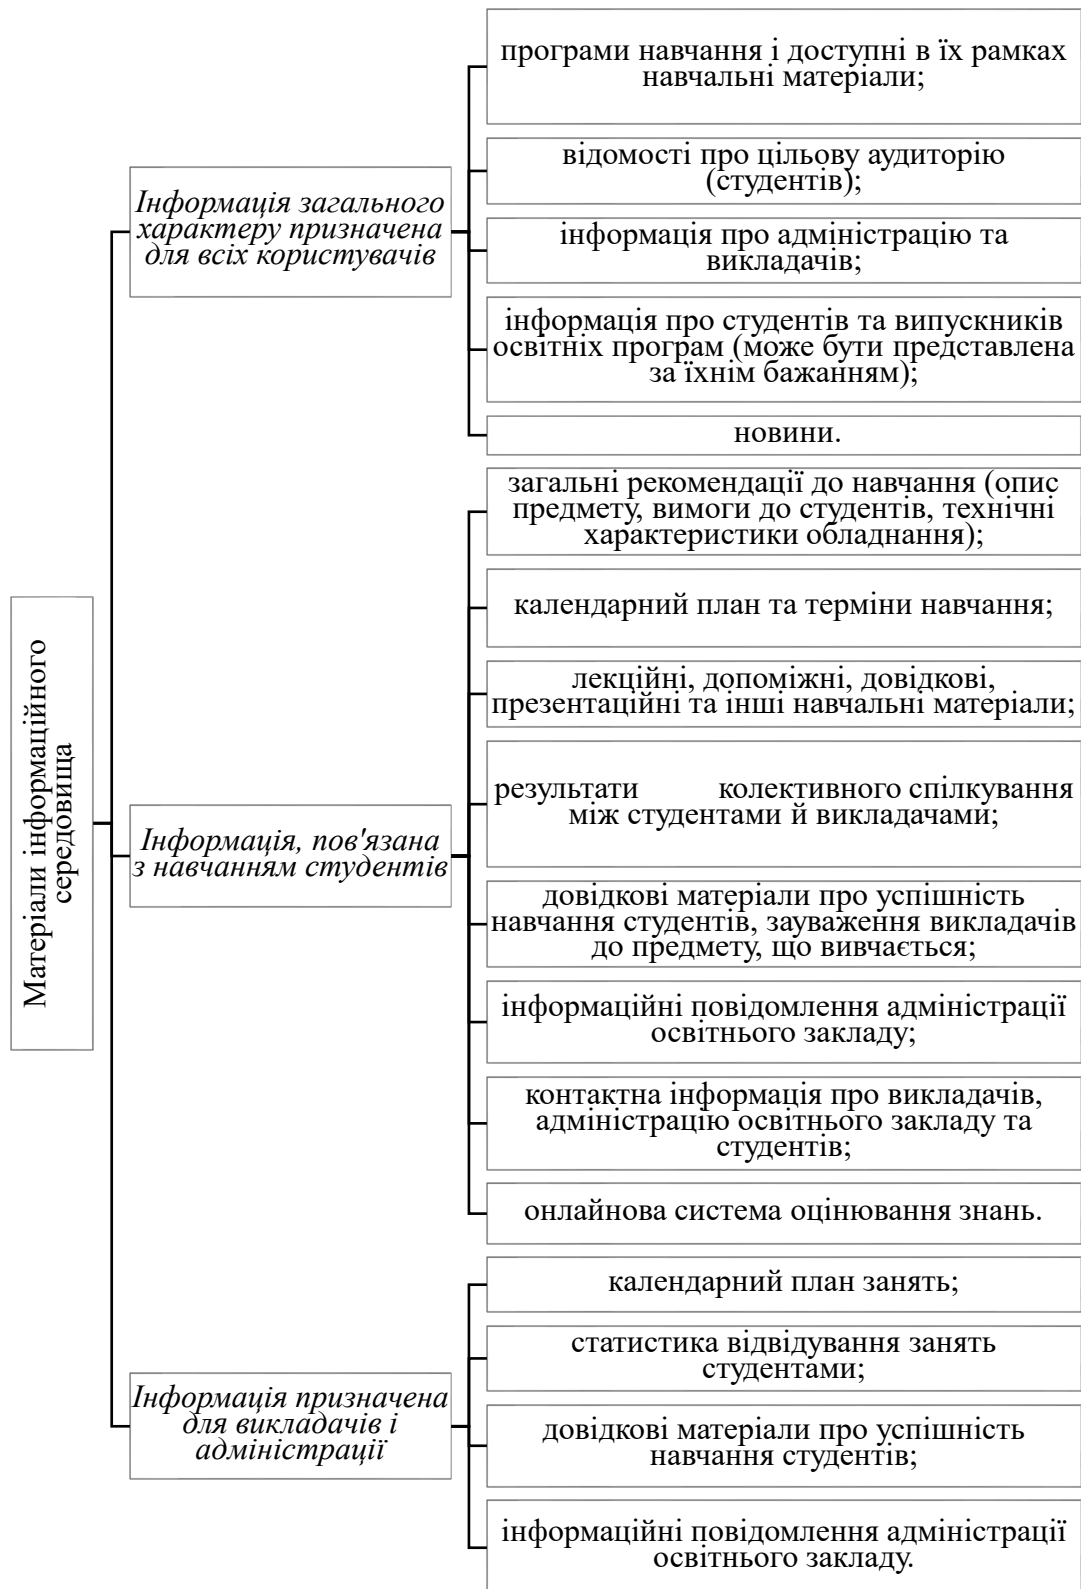 Матеріали інформаційного
середовища
Інформація загального
характеру призначена
для всіх користувачів
програми навчання і доступні в їх рамках
навчальні матеріали;
відомості про цільову аудиторію
(студентів);
інформація про адміністрацію та
викладачів;
інформація про студентів та випускників
освітніх програм (може бути представлена
за їхнім бажанням);
новини.
Інформація, пов'язана
з навчанням студентів
загальні рекомендації до навчання (опис
предмету, вимоги до студентів, технічні
характеристики обладнання);
календарний план та терміни навчання;
лекційні, допоміжні, довідкові,
презентаційні та інші навчальні матеріали;
результати колективного спілкування
між студентами й викладачами;
довідкові матеріали про успішність
навчання студентів, зауваження викладачів
до предмету, що вивчається;
інформаційні повідомлення адміністрації
освітнього закладу;
контактна інформація про викладачів,
адміністрацію освітнього закладу та
студентів;
онлайнова система оцінювання знань.
Інформація призначена
для викладачів і
адміністрації
календарний план занять;
статистика відвідування занять
студентами;
довідкові матеріали про успішність
навчання студентів;
інформаційні повідомлення адміністрації
освітнього закладу.